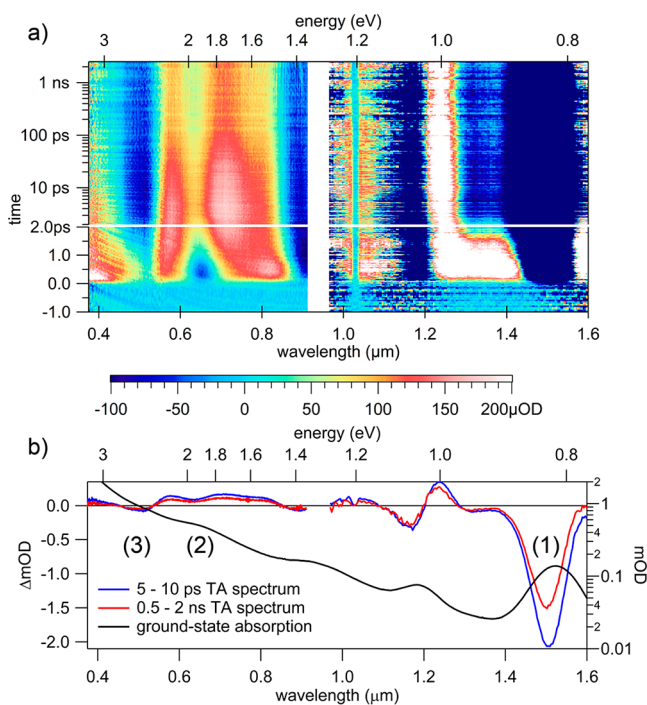 energy (eV)
a) 3 2 1.8 1.6 1.4 1.2 1.0 0.8
1 ns
100 ps
10 ps
2.0ps
1.0
0.0
-1.0
time
0.4 0.6 0.8 1.0 1.2 1.4 1.6
wavelength (μm)
-100 -50 0 50 100 150 200μOD
energy (eV)
b) 3 2 1.8 1.6 1.4 1.2 1.0 0.8
0.0
-0.5
-1.0
-1.5
-2.0
ΔmOD
(3) (2) (1)
5 - 10 ps TA spectrum
0.5 - 2 ns TA spectrum
ground-state absorption
2
1
4
2
0.1
4
2
0.01
mOD
0.4 0.6 0.8 1.0 1.2 1.4 1.6
wavelength (μm)